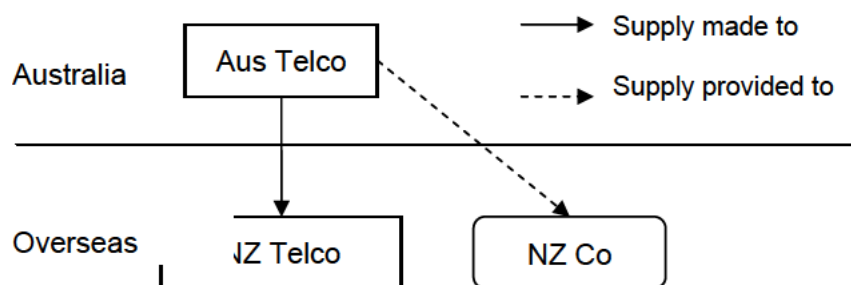 Supply made to
Aus Telco
Australia
Supply provided to
Overseas
NZ Telco
NZ Co